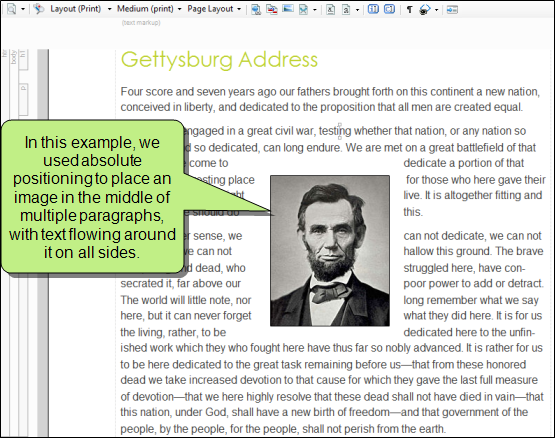 Layout (Print) Medium (print) Page Layout
(text markup)
body
h1
p
Gettysburg Address
Four score and seven years ago our fathers brought forth on this continent a new nation,
conceived in liberty, and dedicated to the proposition that all men are created equal.
engaged in a great civil war, testing whether that nation, or any nation so
so dedicated, can long endure. We are met on a great battlefield of that
come to dedicate a portion of that
place for those who here gave their
live. It is altogether fitting and
should do this.
sense, we can not dedicate, we can not
we can not hallow this ground. The brave
dead, who struggled here, have con-
secrated it, far above our poor power to add or detract.
The world will little note, nor long remember what we say
here, but it can never forget what they did here. It is for us
the living, rather, to be dedicated here to the unfin-
ished work which they who fought here have thus far so nobly advanced. It is rather for us
to be here dedicated to the great task remaining before us—that from these honored
dead we take increased devotion to that cause for which they gave the last full measure
of devotion—that we here highly resolve that these dead shall not have died in vain—that
this nation, under God, shall have a new birth of freedom—and that government of the
people, by the people, for the people, shall not perish from the earth.
In this example, we
used absolute
positioning to place an
image in the middle of
multiple paragraphs,
with text flowing around
it on all sides.